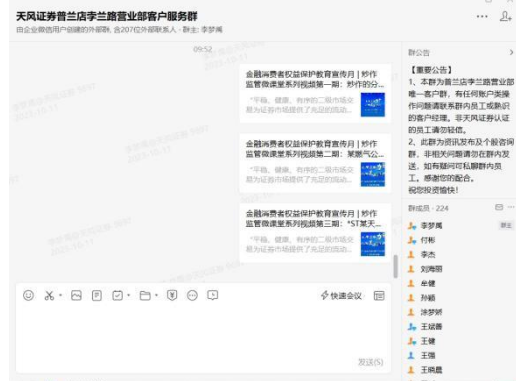 天风证券普兰店孛兰路营业部客户服务群
由企业微信用户创建的外部群, 含207位外部联系人 · 群主: 李梦禹
09:52
金融消费者权益保护教育宣传月 | 炒作
监管微课堂系列视频第一期：炒作的分...
“平稳、健康、有序的二级市场交
易为证券市场提供了充足的流动...
金融消费者权益保护教育宣传月 | 炒作
监管微课堂系列视频第二期：某燃气公...
“平稳、健康、有序的二级市场交
易为证券市场提供了充足的流动...
金融消费者权益保护教育宣传月 | 炒作
监管微课堂系列视频第三期：“ST某天...
“平稳、健康、有序的二级市场交
易为证券市场提供了充足的流动...
快速会议
发送(S)
群公告
【重要公告】
1、本群为普兰店孛兰路营业部
唯一客户群，有任何账户类操
作问题请联系群内员工或熟识
的客户经理。非天风证券认证
的员工请勿轻信。
2、此群为资讯发布及个股咨询
群，非相关问题请勿在群内发
送，如有疑问可私聊群内员
工。感谢您的配合。
祝您投资愉快！
群成员 · 224
李梦禹 群主
付彬
李杰
刘海丽
牟健
孙颖
涂梦娇
王斌善
王健
王强
王晓晨